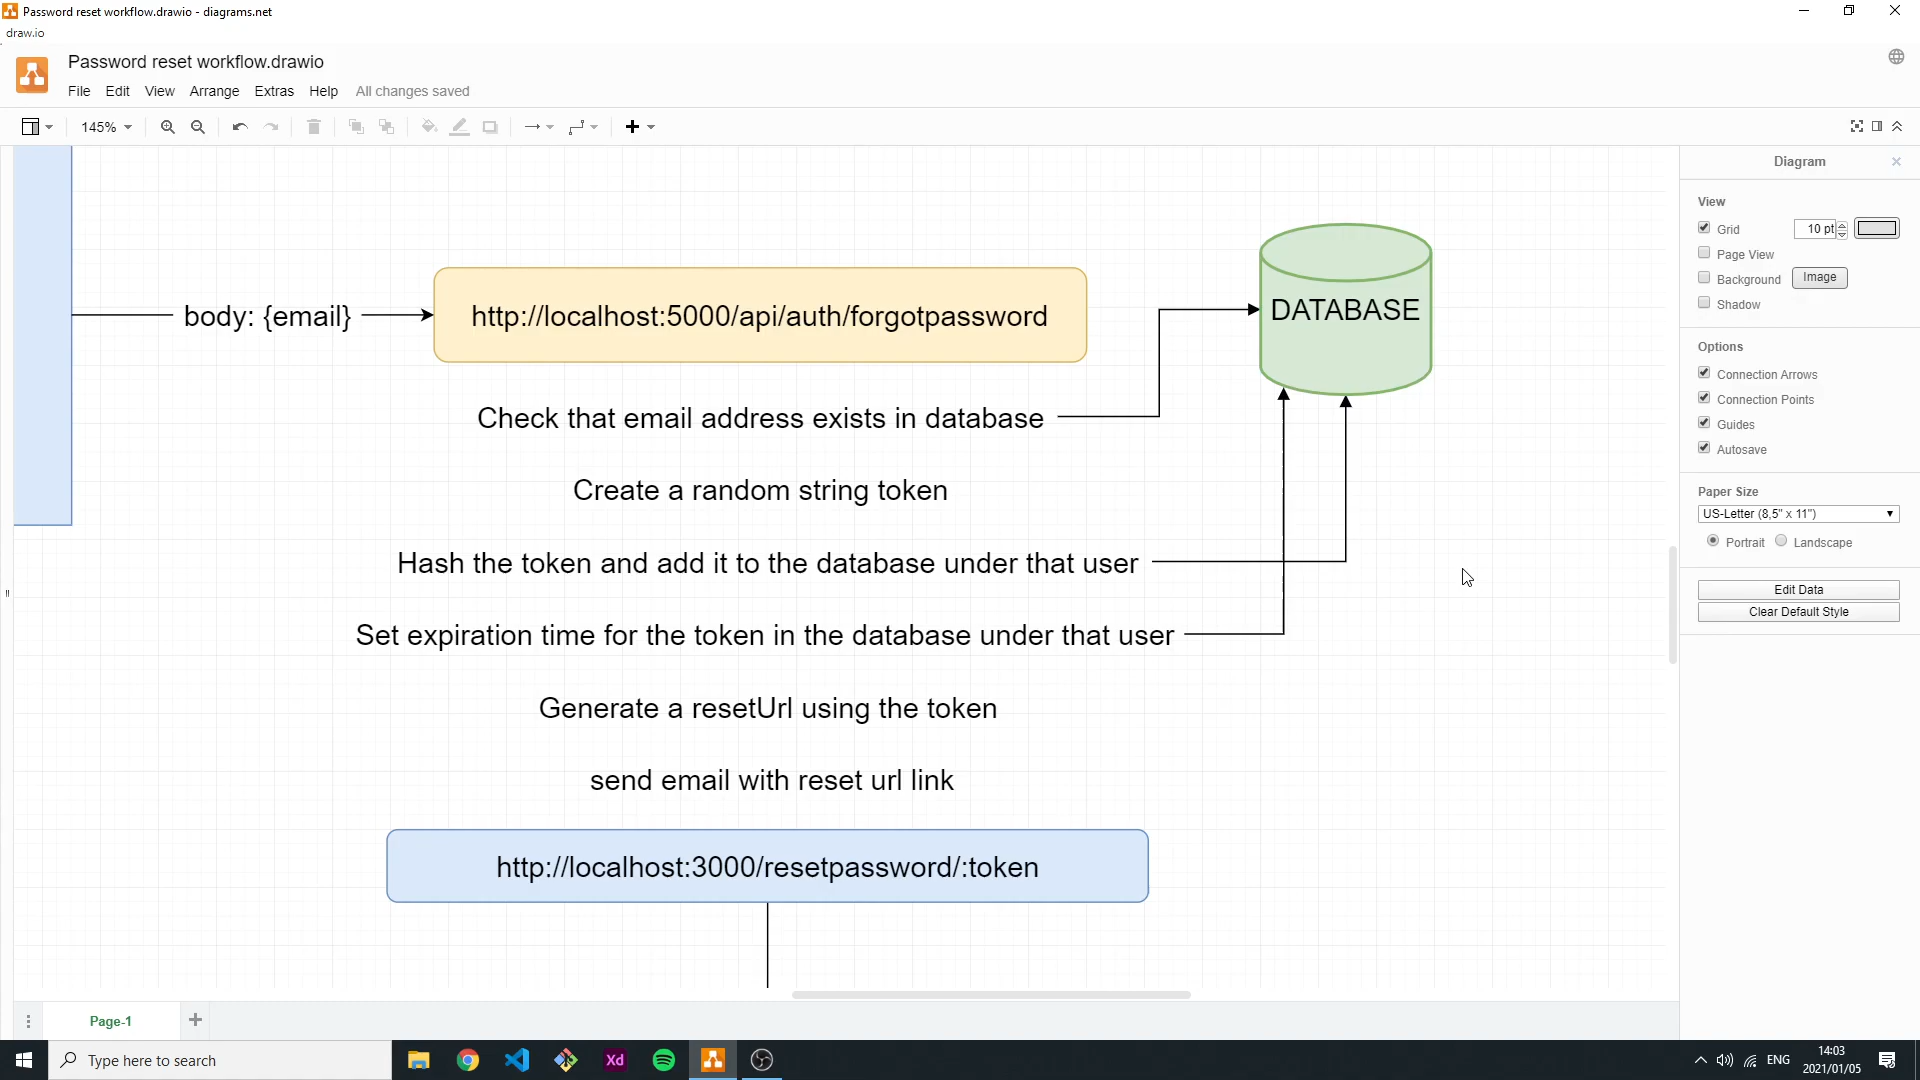 Password reset workflow.drawio - diagrams.net
draw.io
Password reset workflow.drawio
File Edit View Arrange Extras Help All changes saved
145%
Diagram
View
Grid 10 pt
Page View
Background Image
Shadow
Options
Connection Arrows
Connection Points
Guides
Autosave
Paper Size
US-Letter (8,5" x 11")
Portrait Landscape
Edit Data
Clear Default Style
body: {email}
http://localhost:5000/api/auth/forgotpassword
DATABASE
Check that email address exists in database
Create a random string token
Hash the token and add it to the database under that user
Set expiration time for the token in the database under that user
Generate a resetUrl using the token
send email with reset url link
http://localhost:3000/resetpassword/:token
Page-1
Type here to search
Xd
ENG
14:03
2021/01/05